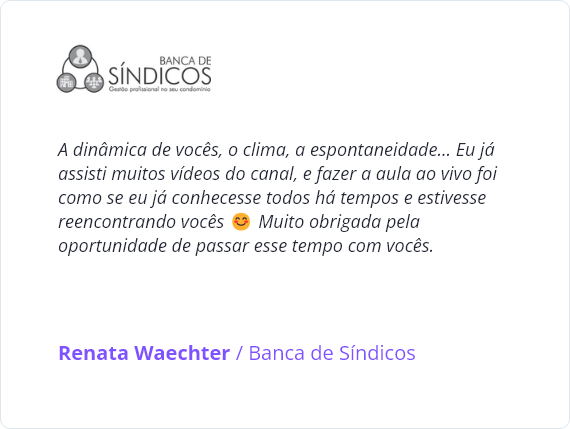 BANCA DE
SÍNDICOS
Gestão profissional no seu condomínio
A dinâmica de vocês, o clima, a espontaneidade... Eu já
assisti muitos vídeos do canal, e fazer a aula ao vivo foi
como se eu já conhecesse todos há tempos e estivesse
reencontrando vocês 😊 Muito obrigada pela
oportunidade de passar esse tempo com vocês.
Renata Waechter / Banca de Síndicos